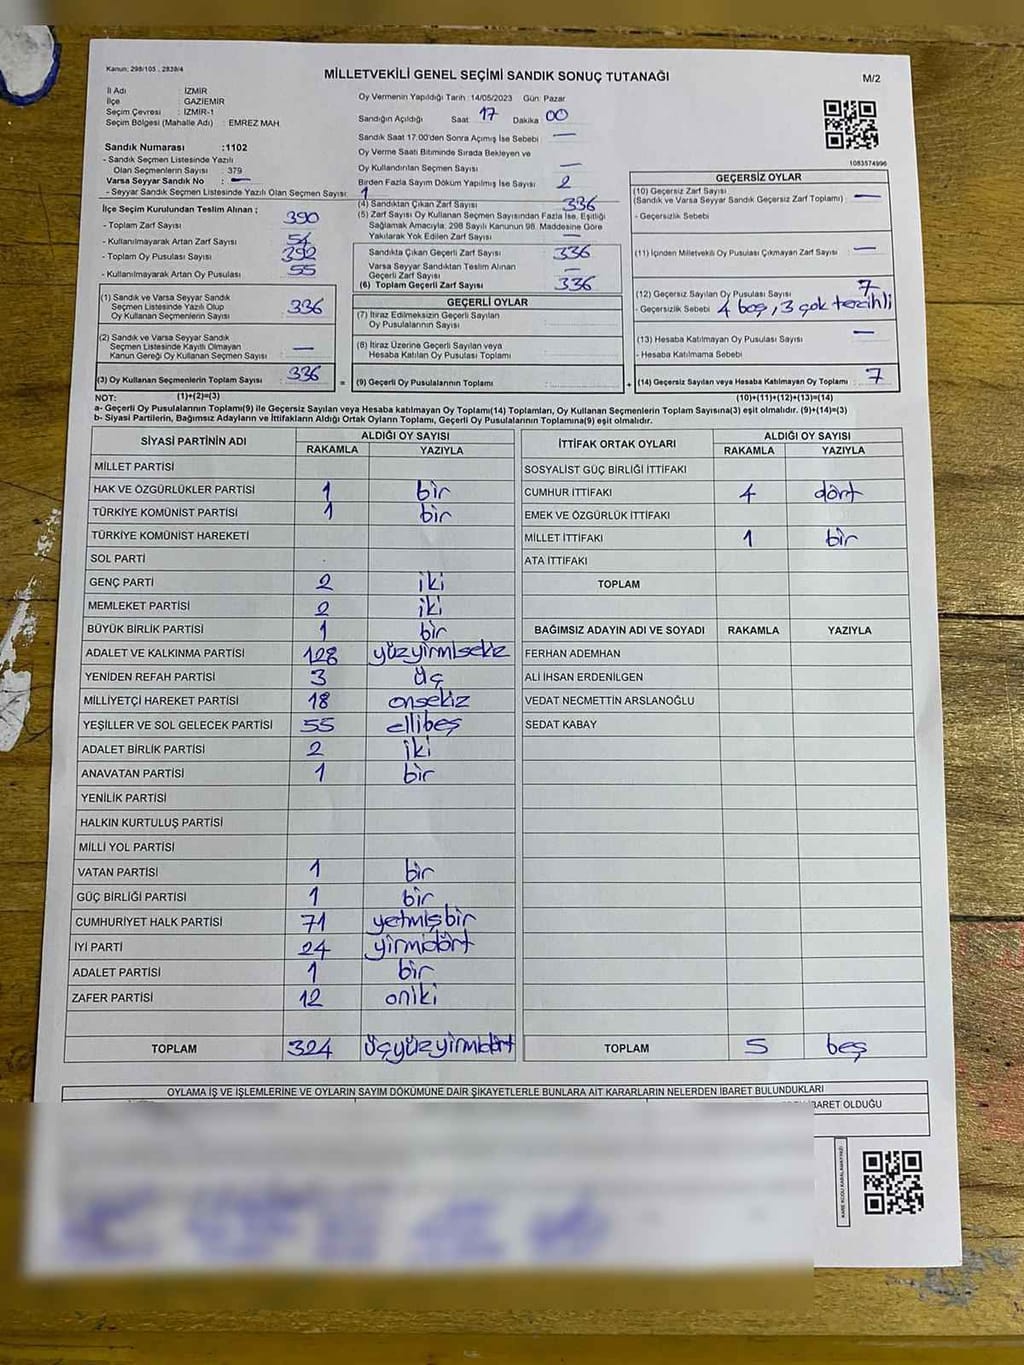 Kanun: 298/105 , 2839/4
MİLLETVEKİLİ GENEL SEÇİMİ SANDIK SONUÇ TUTANAĞI
M/2
İl Adı : İZMİR
İlçe : GAZİEMİR
Seçim Çevresi : İZMİR-1
Seçim Bölgesi (Mahalle Adı) : EMREZ MAH.
Sandık Numarası :1102
- Sandık Seçmen Listesinde Yazılı
Olan Seçmenlerin Sayısı : 379
Varsa Seyyar Sandık No : —
- Seyyar Sandık Seçmen Listesinde Yazılı Olan Seçmen Sayısı:
İlçe Seçim Kurulundan Teslim Alınan ;
- Toplam Zarf Sayısı 390
- Kullanılmayarak Artan Zarf Sayısı 54
- Toplam Oy Pusulası Sayısı 392
- Kullanılmayarak Artan Oy Pusulası 55
(1) Sandık ve Varsa Seyyar Sandık
Seçmen Listesinde Yazılı Olup
Oy Kullanan Seçmenlerin Sayısı 336
(2) Sandık ve Varsa Seyyar Sandık
Seçmen Listesinde Kayıtlı Olmayan
Kanun Gereği Oy Kullanan Seçmen Sayısı —
(3) Oy Kullanan Seçmenlerin Toplam Sayısı 336
(1)+(2)=(3)
Oy Vermenin Yapıldığı Tarih :14/05/2023 Gün: Pazar
Sandığın Açıldığı Saat 17 Dakika 00
Sandık Saat 17.00'den Sonra Açılmış İse Sebebi —
Oy Verme Saati Bitiminde Sırada Bekleyen ve
Oy Kullandırılan Seçmen Sayısı —
Birden Fazla Sayım Döküm Yapılmış İse Sayısı 2
(4) Sandıktan Çıkan Zarf Sayısı 336
(5) Zarf Sayısı Oy Kullanan Seçmen Sayısından Fazla İse, Eşitliği
Sağlamak Amacıyla, 298 Sayılı Kanunun 98. Maddesine Göre
Yakılarak Yok Edilen Zarf Sayısı —
Sandıkta Çıkan Geçerli Zarf Sayısı 336
Varsa Seyyar Sandıktan Teslim Alınan
Geçerli Zarf Sayısı —
(6) Toplam Geçerli Zarf Sayısı 336
GEÇERLİ OYLAR
(7) İtiraz Edilmeksizin Geçerli Sayılan
Oy Pusulalarının Sayısı
(8) İtiraz Üzerine Geçerli Sayılan veya
Hesaba Katılan Oy Pusulası Toplamı
= (9) Geçerli Oy Pusulalarının Toplamı
1083574996
GEÇERSİZ OYLAR
(10) Geçersiz Zarf Sayısı
(Sandık ve Varsa Seyyar Sandık Geçersiz Zarf Toplamı) —
- Geçersizlik Sebebi
(11) İçinden Milletvekili Oy Pusulası Çıkmayan Zarf Sayısı —
(12) Geçersiz Sayılan Oy Pusulası Sayısı 7
- Geçersizlik Sebebi 4 boş, 3 çok tercihli
(13) Hesaba Katılmayan Oy Pusulası Sayısı —
- Hesaba Katılmama Sebebi
+ (14) Geçersiz Sayılan veya Hesaba Katılmayan Oy Toplamı 7
(10)+(11)+(12)+(13)=(14)
NOT:
a- Geçerli Oy Pusulalarının Toplamı(9) ile Geçersiz Sayılan veya Hesaba katılmayan Oy Toplamı(14) Toplamları, Oy Kullanan Seçmenlerin Toplam Sayısına(3) eşit olmalıdır. (9)+(14)=(3)
b- Siyasi Partilerin, Bağımsız Adayların ve İttifakların Aldığı Ortak Oyların Toplamı, Geçerli Oy Pusulalarının Toplamına(9) eşit olmalıdır.
SİYASİ PARTİNİN ADI ALDIĞI OY SAYISI
RAKAMLA YAZIYLA
MİLLET PARTİSİ
HAK VE ÖZGÜRLÜKLER PARTİSİ 1 bir
TÜRKİYE KOMÜNİST PARTİSİ 1 bir
TÜRKİYE KOMÜNİST HAREKETİ
SOL PARTİ
GENÇ PARTİ 2 iki
MEMLEKET PARTİSİ 2 iki
BÜYÜK BİRLİK PARTİSİ 1 bir
ADALET VE KALKINMA PARTİSİ 128 yüzyirmisekiz
YENİDEN REFAH PARTİSİ 3 üç
MİLLİYETÇİ HAREKET PARTİSİ 18 onsekiz
YEŞİLLER VE SOL GELECEK PARTİSİ 55 ellibeş
ADALET BİRLİK PARTİSİ 2 iki
ANAVATAN PARTİSİ 1 bir
YENİLİK PARTİSİ
HALKIN KURTULUŞ PARTİSİ
MİLLİ YOL PARTİSİ
VATAN PARTİSİ 1 bir
GÜÇ BİRLİĞİ PARTİSİ 1 bir
CUMHURİYET HALK PARTİSİ 71 yetmişbir
İYİ PARTİ 24 yirmidört
ADALET PARTİSİ 1 bir
ZAFER PARTİSİ 12 oniki
TOPLAM 324 üçyüzyirmidört
İTTİFAK ORTAK OYLARI ALDIĞI OY SAYISI
RAKAMLA YAZIYLA
SOSYALİST GÜÇ BİRLİĞİ İTTİFAKI
CUMHUR İTTİFAKI 4 dört
EMEK VE ÖZGÜRLÜK İTTİFAKI
MİLLET İTTİFAKI 1 bir
ATA İTTİFAKI
TOPLAM
BAĞIMSIZ ADAYIN ADI VE SOYADI RAKAMLA YAZIYLA
FERHAN ADEMHAN
ALİ İHSAN ERDENİLGEN
VEDAT NECMETTİN ARSLANOĞLU
SEDAT KABAY
TOPLAM 5 beş
OYLAMA İŞ VE İŞLEMLERİNE VE OYLARIN SAYIM DÖKÜMÜNE DAİR ŞİKAYETLERLE BUNLARA AİT KARARLARIN NELERDEN İBARET BULUNDUKLARI
İBARET OLDUĞU
KARE KODU KARALAMAYINIZ!